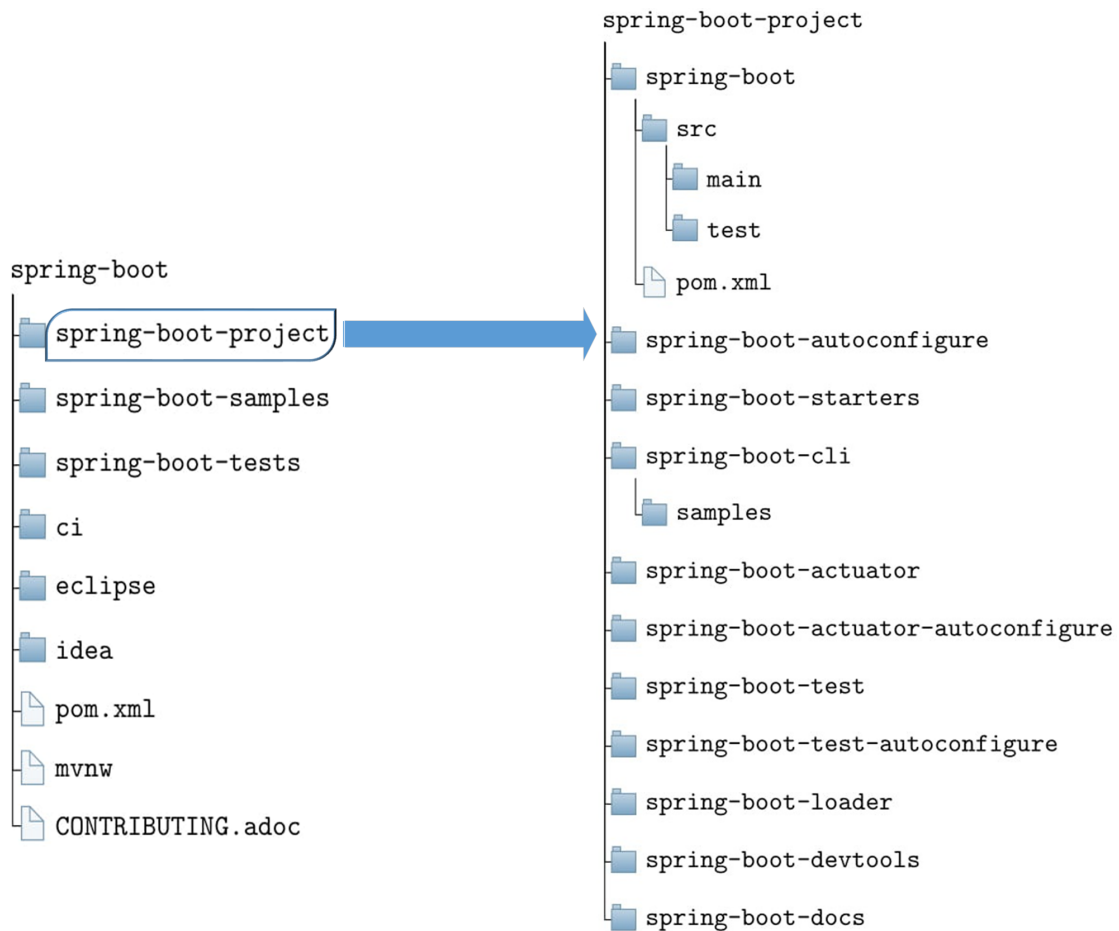 spring-boot
spring-boot-project
spring-boot-samples
spring-boot-tests
ci
eclipse
idea
pom.xml
mvnw
CONTRIBUTING.adoc
spring-boot-project
spring-boot
src
main
test
pom.xml
spring-boot-autoconfigure
spring-boot-starters
spring-boot-cli
samples
spring-boot-actuator
spring-boot-actuator-autoconfigure
spring-boot-test
spring-boot-test-autoconfigure
spring-boot-loader
spring-boot-devtools
spring-boot-docs